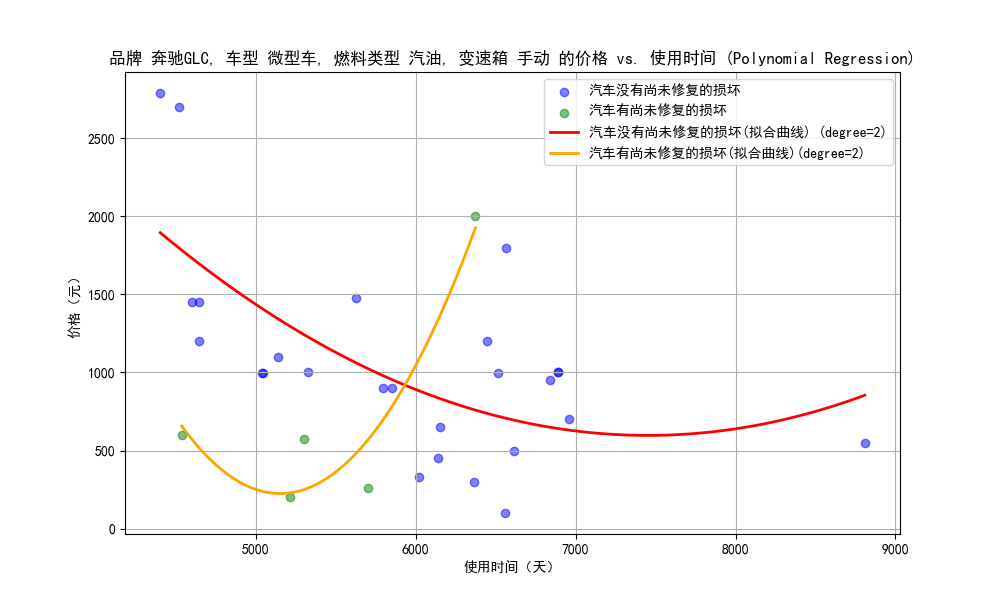 品牌 奔驰GLC, 车型 微型车, 燃料类型 汽油, 变速箱 手动 的价格 vs. 使用时间 (Polynomial Regression)
汽车没有尚未修复的损坏
汽车有尚未修复的损坏
汽车没有尚未修复的损坏(拟合曲线) (degree=2)
汽车有尚未修复的损坏(拟合曲线)(degree=2)
价格 (元)
2500
2000
1500
1000
500
0
5000
6000
7000
8000
9000
使用时间 (天)